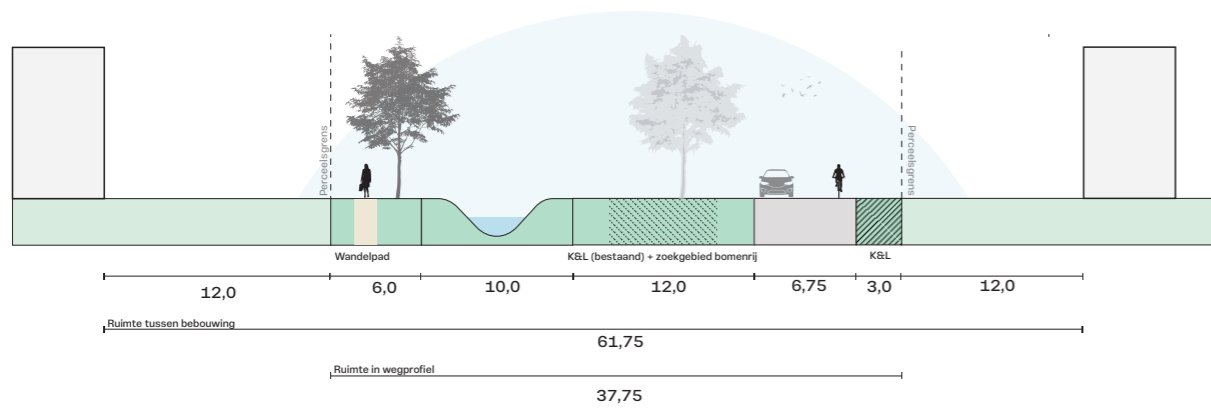 Perceelsgrens
Perceelsgrens
Wandelpad
K&L (bestaand) + zoekgebied bomenrij
K&L
12,0
6,0
10,0
12,0
6,75
3,0
12,0
Ruimte tussen bebouwing
61,75
Ruimte in wegprofiel
37,75